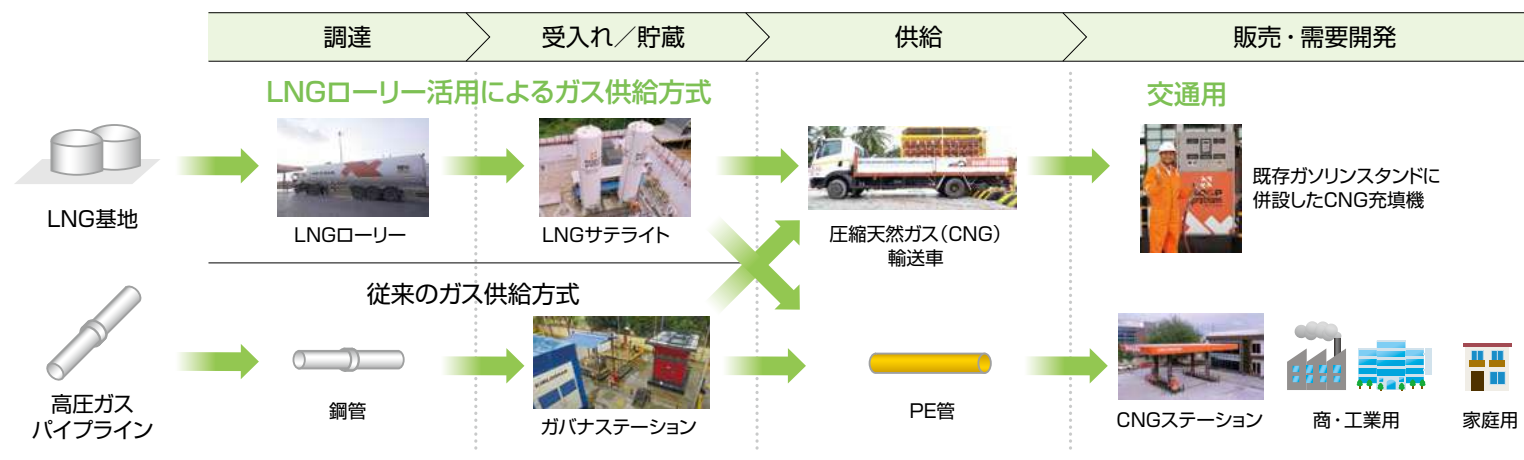 調達
受入れ/貯蔵
供給
販売・需要開発
LNGローリー活用によるガス供給方式
交通用
LNG基地
LNGローリー
LNGサテライト
圧縮天然ガス(CNG)
輸送車
既存ガソリンスタンドに
併設したCNG充填機
従来のガス供給方式
高圧ガス
パイプライン
鋼管
ガバナステーション
PE管
CNGステーション
商・工業用
家庭用